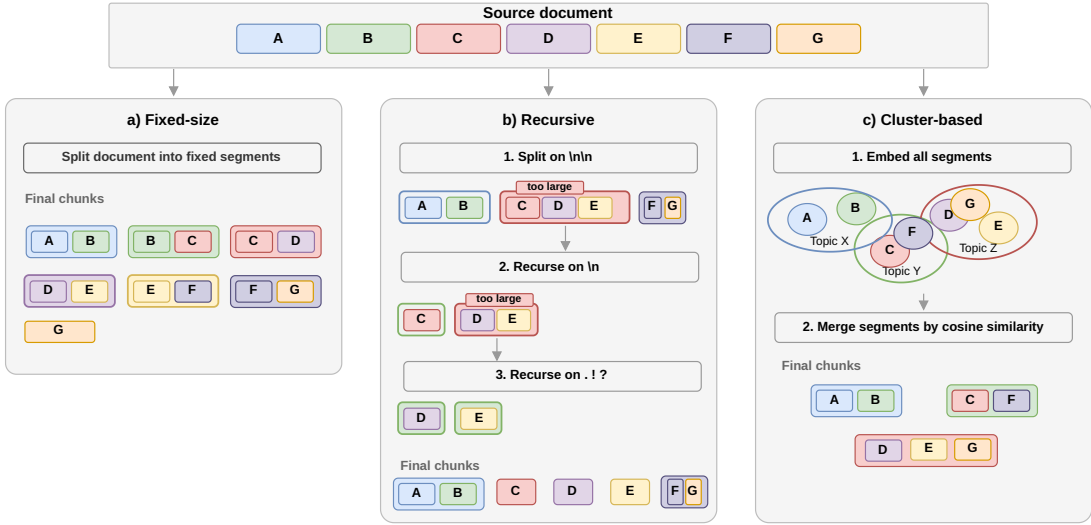 Source document
A B C D E F G
a) Fixed-size
Split document into fixed segments
Final chunks
A B B C C D
D E E F F G
G
b) Recursive
1. Split on \n\n
too large
A B C D E F G
2. Recurse on \n
too large
C D E
3. Recurse on . ! ?
D E
Final chunks
A B C D E F G
c) Cluster-based
1. Embed all segments
A B C F D G E
Topic X
Topic Y
Topic Z
2. Merge segments by cosine similarity
Final chunks
A B C F
D E G